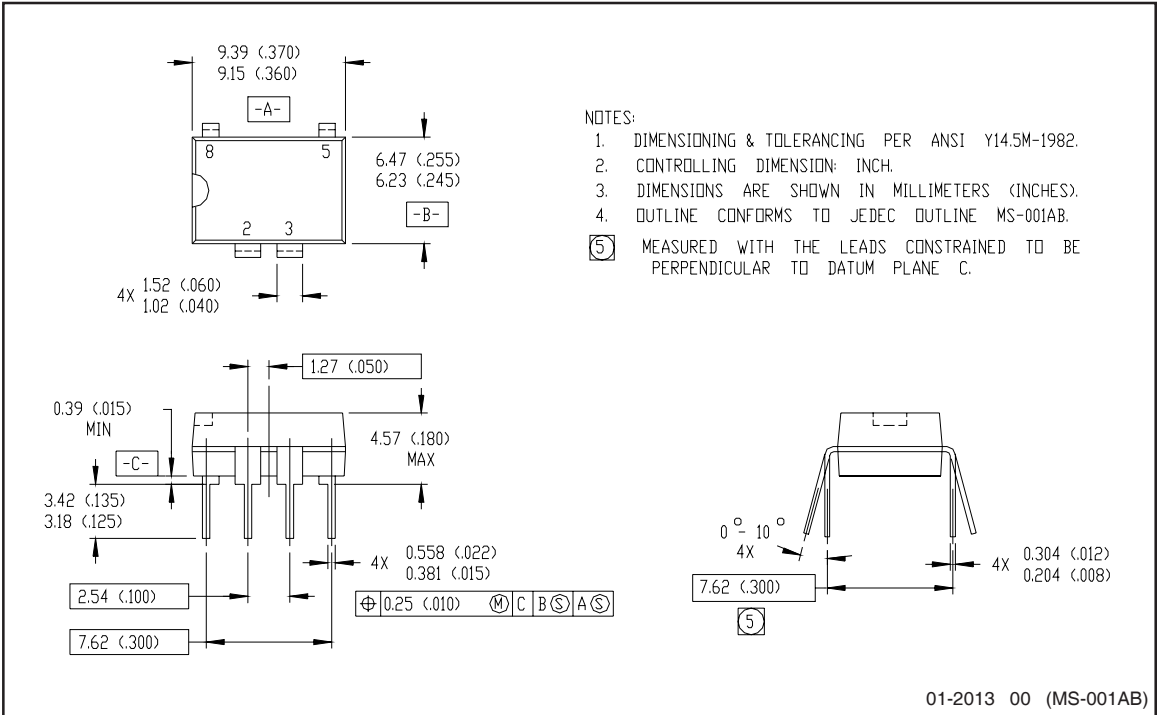 9.39 (.370)
9.15 (.360)
-A-
8
5
6.47 (.255)
6.23 (.245)
-B-
2 3
4X 1.52 (.060)
1.02 (.040)
NOTES:
1. DIMENSIONING & TOLERANCING PER ANSI Y14.5M-1982.
2. CONTROLLING DIMENSION: INCH.
3. DIMENSIONS ARE SHOWN IN MILLIMETERS (INCHES).
4. OUTLINE CONFORMS TO JEDEC OUTLINE MS-001AB.
5 MEASURED WITH THE LEADS CONSTRAINED TO BE
PERPENDICULAR TO DATUM PLANE C.
1.27 (.050)
0.39 (.015)
MIN
-C-
4.57 (.180)
MAX
3.42 (.135)
3.18 (.125)
4X 0.558 (.022)
0.381 (.015)
2.54 (.100)
⌖ 0.25 (.010) Ⓜ C B Ⓢ A Ⓢ
7.62 (.300)
0° - 10°
4X
4X 0.304 (.012)
0.204 (.008)
7.62 (.300)
5
01-2013 00 (MS-001AB)